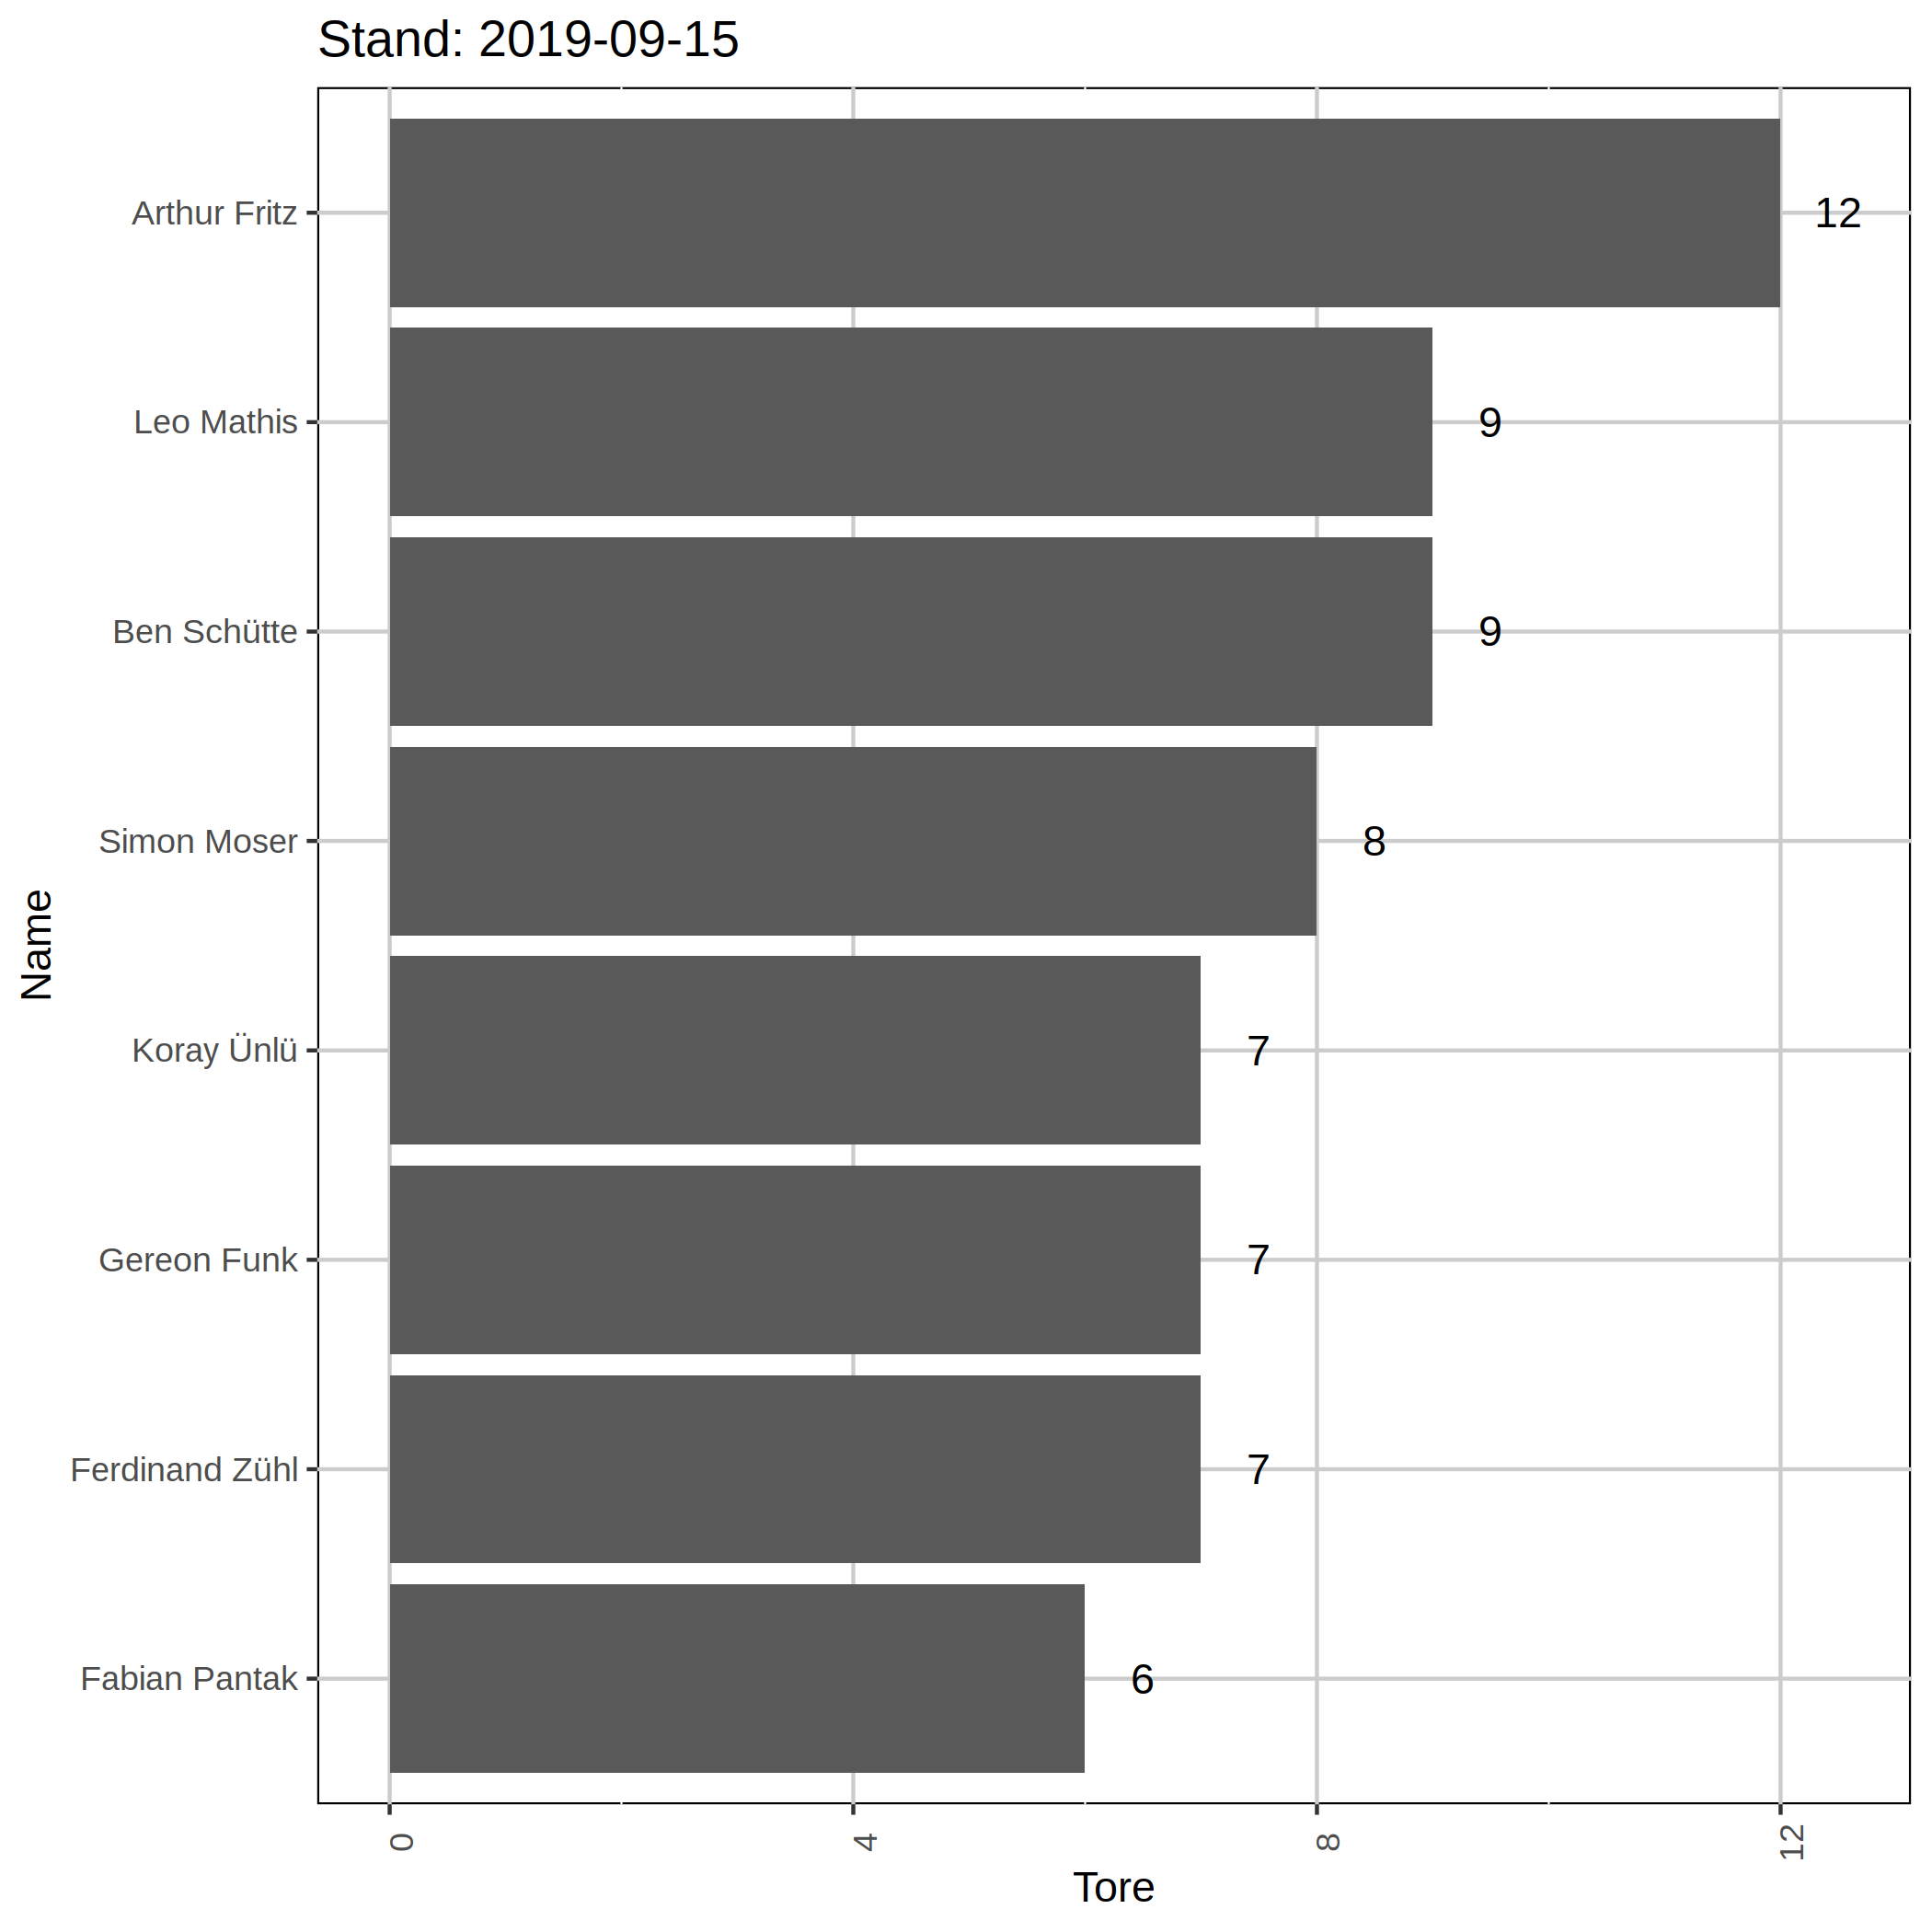 Stand: 2019-09-15
Arthur Fritz
12
Leo Mathis
9
Ben Schütte
9
Simon Moser
8
Koray Ünlü
7
Gereon Funk
7
Ferdinand Zühl
7
Fabian Pantak
6
Name
0
4
8
12
Tore